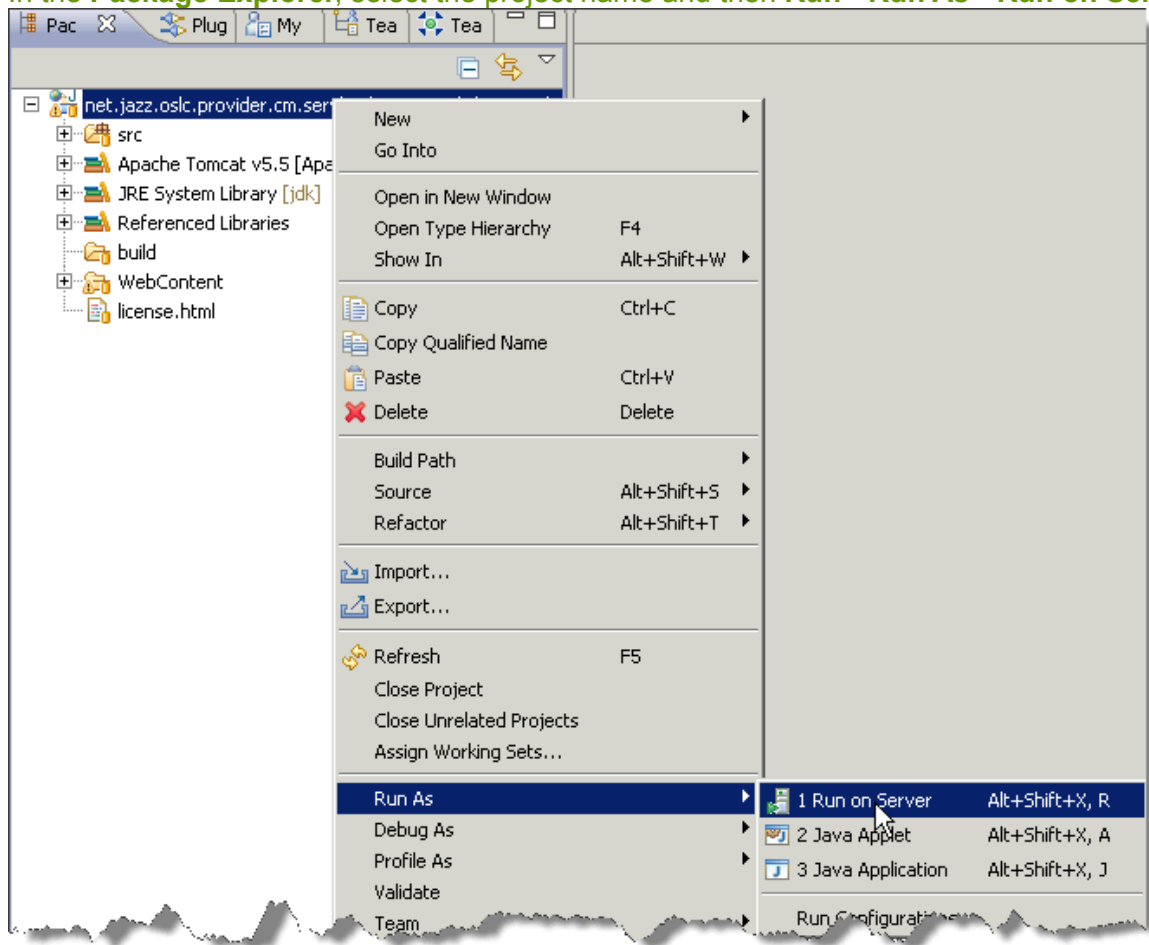 In the Package Explorer, select the project name and then Run - Run As - Run on Ser
Pac Plug My Tea Tea
net.jazz.oslc.provider.cm.ser
src
Apache Tomcat v5.5 [Apa
JRE System Library [jdk]
Referenced Libraries
build
WebContent
license.html
New
Go Into
Open in New Window
Open Type Hierarchy F4
Show In Alt+Shift+W
Copy Ctrl+C
Copy Qualified Name
Paste Ctrl+V
Delete Delete
Build Path
Source Alt+Shift+S
Refactor Alt+Shift+T
Import...
Export...
Refresh F5
Close Project
Close Unrelated Projects
Assign Working Sets...
Run As
Debug As
Profile As
Validate
Team
1 Run on Server Alt+Shift+X, R
2 Java Applet Alt+Shift+X, A
3 Java Application Alt+Shift+X, J
Run Configurations